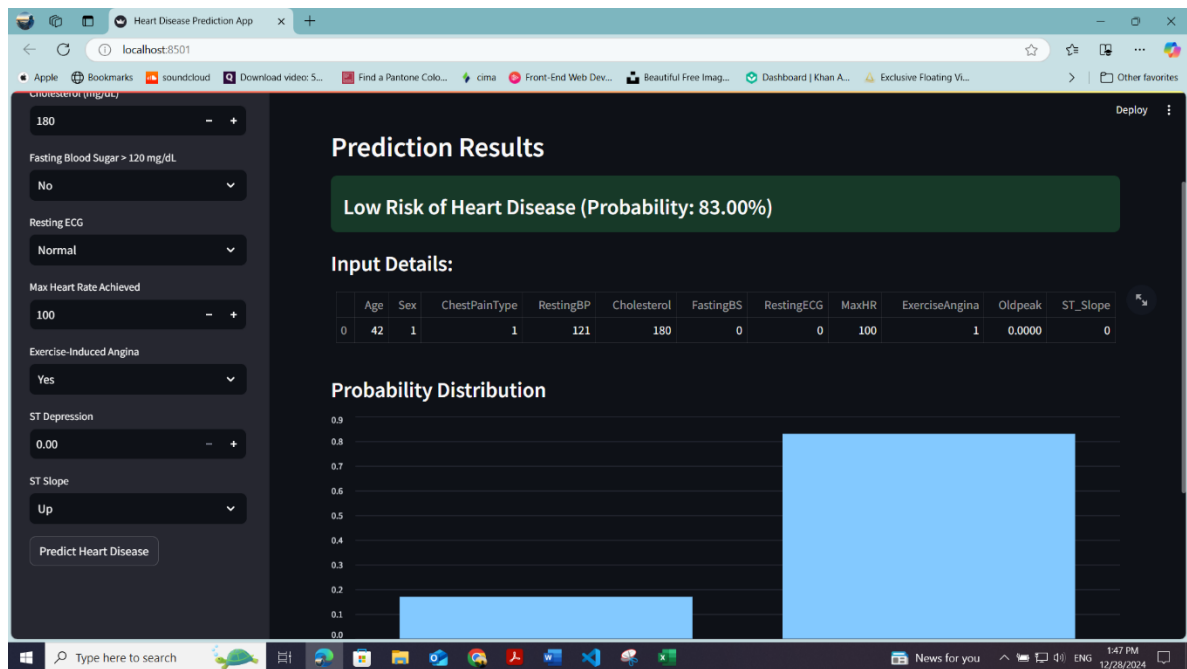 Heart Disease Prediction App
localhost:8501
Apple Bookmarks soundcloud Download video: 5... Find a Pantone Colo... cima Front-End Web Dev... Beautiful Free Imag... Dashboard | Khan A... Exclusive Floating Vi... Other favorites
Deploy
Cholesterol (mg/dL)
180
Fasting Blood Sugar > 120 mg/dL
No
Resting ECG
Normal
Max Heart Rate Achieved
100
Exercise-Induced Angina
Yes
ST Depression
0.00
ST Slope
Up
Predict Heart Disease
Prediction Results
Low Risk of Heart Disease (Probability: 83.00%)
Input Details:
Age Sex ChestPainType RestingBP Cholesterol FastingBS RestingECG MaxHR ExerciseAngina Oldpeak ST_Slope
0 42 1 1 121 180 0 0 100 1 0.0000 0
Probability Distribution
0.9
0.8
0.7
0.6
0.5
0.4
0.3
0.2
0.1
0.0
Type here to search
News for you
ENG
1:47 PM
12/28/2024